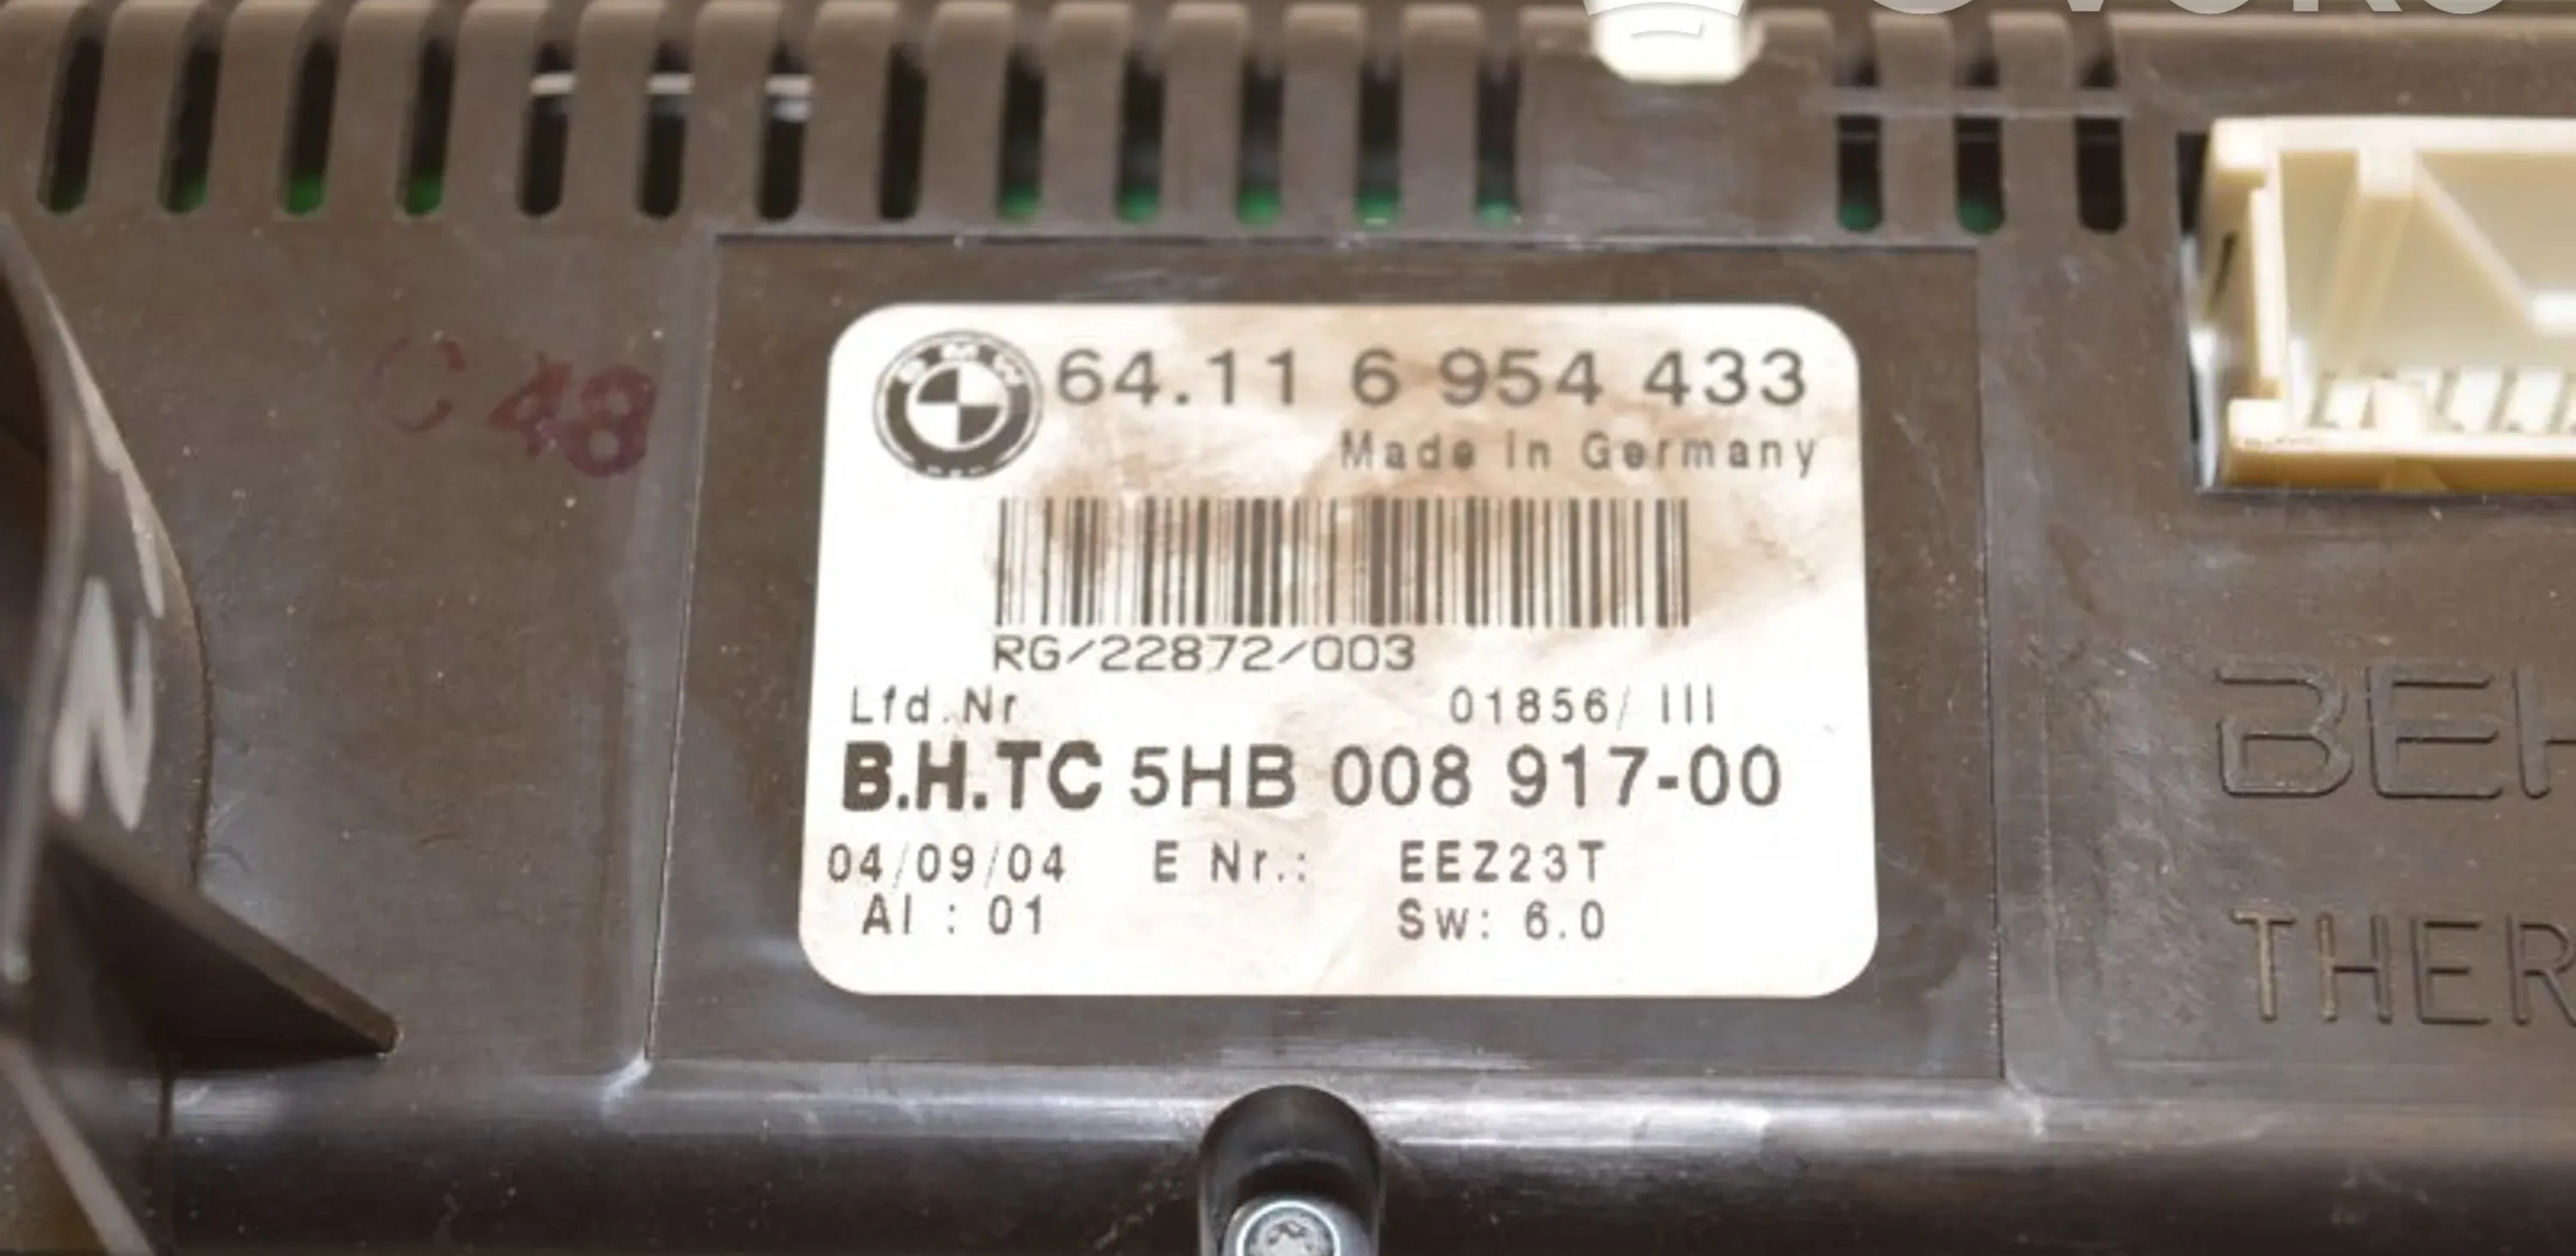 C 48
64.11 6 954 433
Made in Germany
RG/22872/003
Lfd.Nr 01856/ III
B.H.TC 5HB 008 917-00
04/09/04 E Nr.: EEZ23T
AI : 01 Sw: 6.0
N